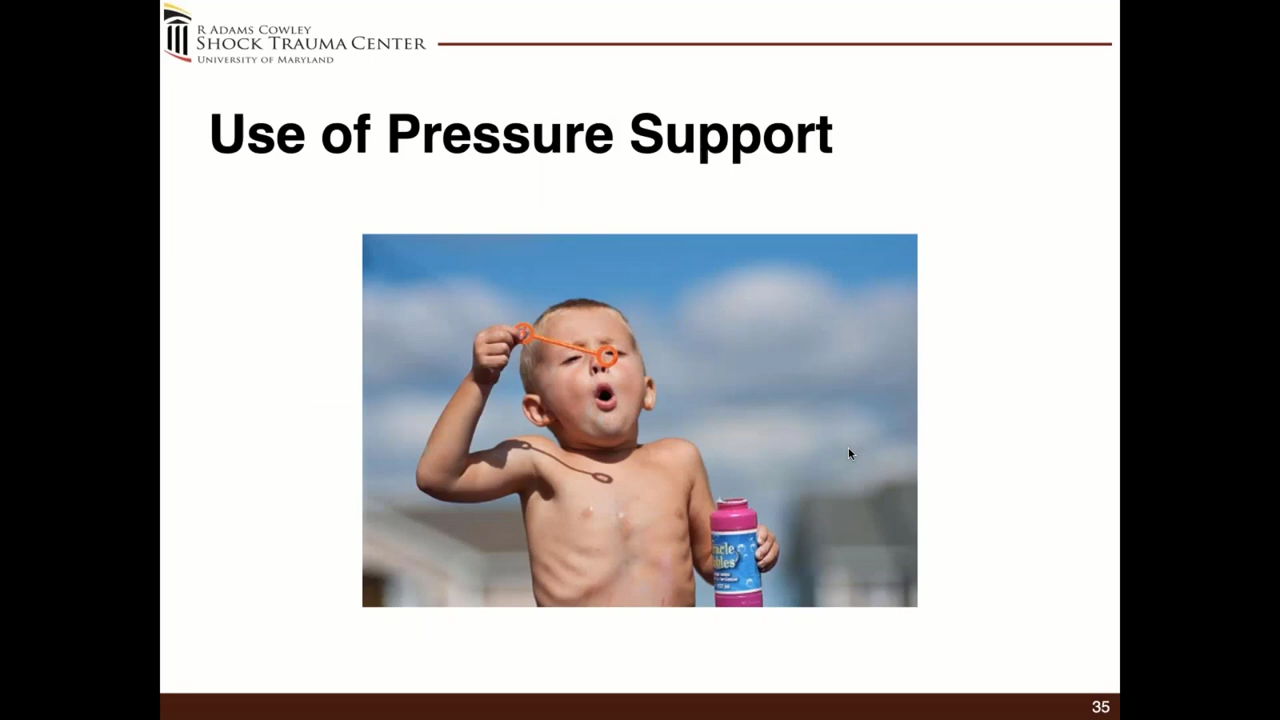 R ADAMS COWLEY
SHOCK TRAUMA CENTER
UNIVERSITY OF MARYLAND
Use of Pressure Support
35